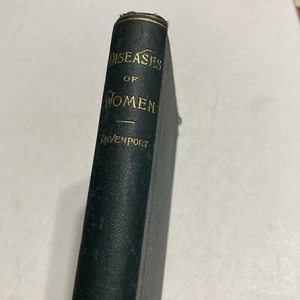 DISEASES
OF
WOMEN
DAVENPORT